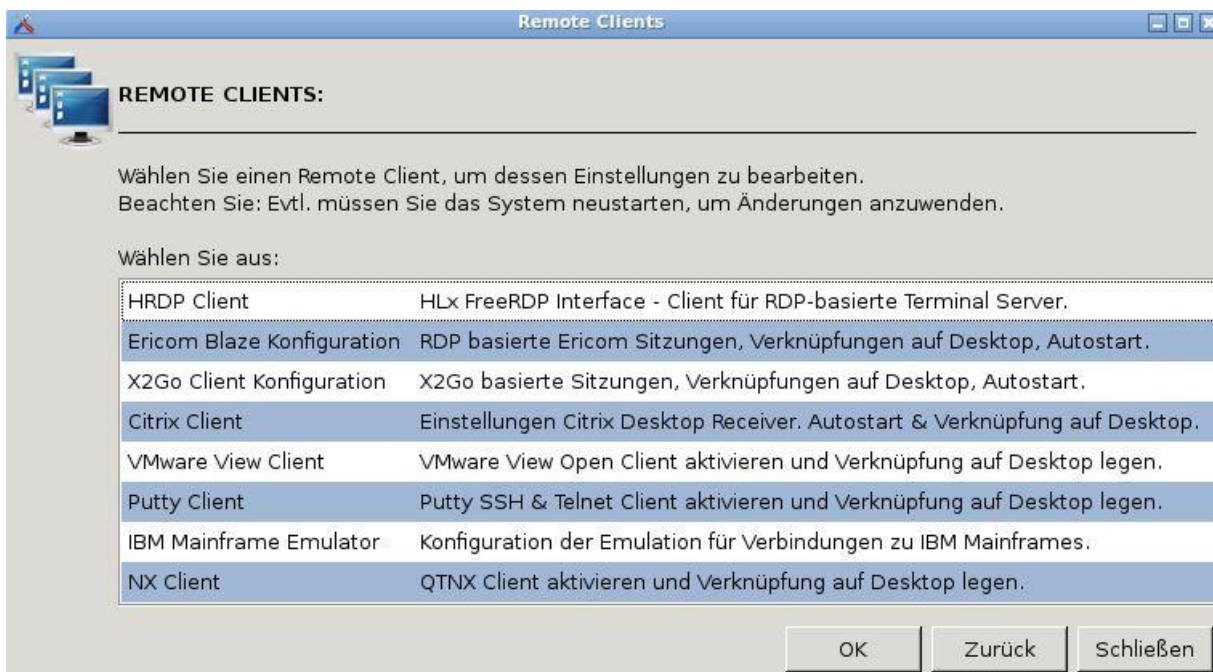 Remote Clients
REMOTE CLIENTS:
Wählen Sie einen Remote Client, um dessen Einstellungen zu bearbeiten.
Beachten Sie: Evtl. müssen Sie das System neustarten, um Änderungen anzuwenden.
Wählen Sie aus:
HRDP Client HLx FreeRDP Interface - Client für RDP-basierte Terminal Server.
Ericom Blaze Konfiguration RDP basierte Ericom Sitzungen, Verknüpfungen auf Desktop, Autostart.
X2Go Client Konfiguration X2Go basierte Sitzungen, Verknüpfungen auf Desktop, Autostart.
Citrix Client Einstellungen Citrix Desktop Receiver. Autostart & Verknüpfung auf Desktop.
VMware View Client VMware View Open Client aktivieren und Verknüpfung auf Desktop legen.
Putty Client Putty SSH & Telnet Client aktivieren und Verknüpfung auf Desktop legen.
IBM Mainframe Emulator Konfiguration der Emulation für Verbindungen zu IBM Mainframes.
NX Client QTNX Client aktivieren und Verknüpfung auf Desktop legen.
OK Zurück Schließen